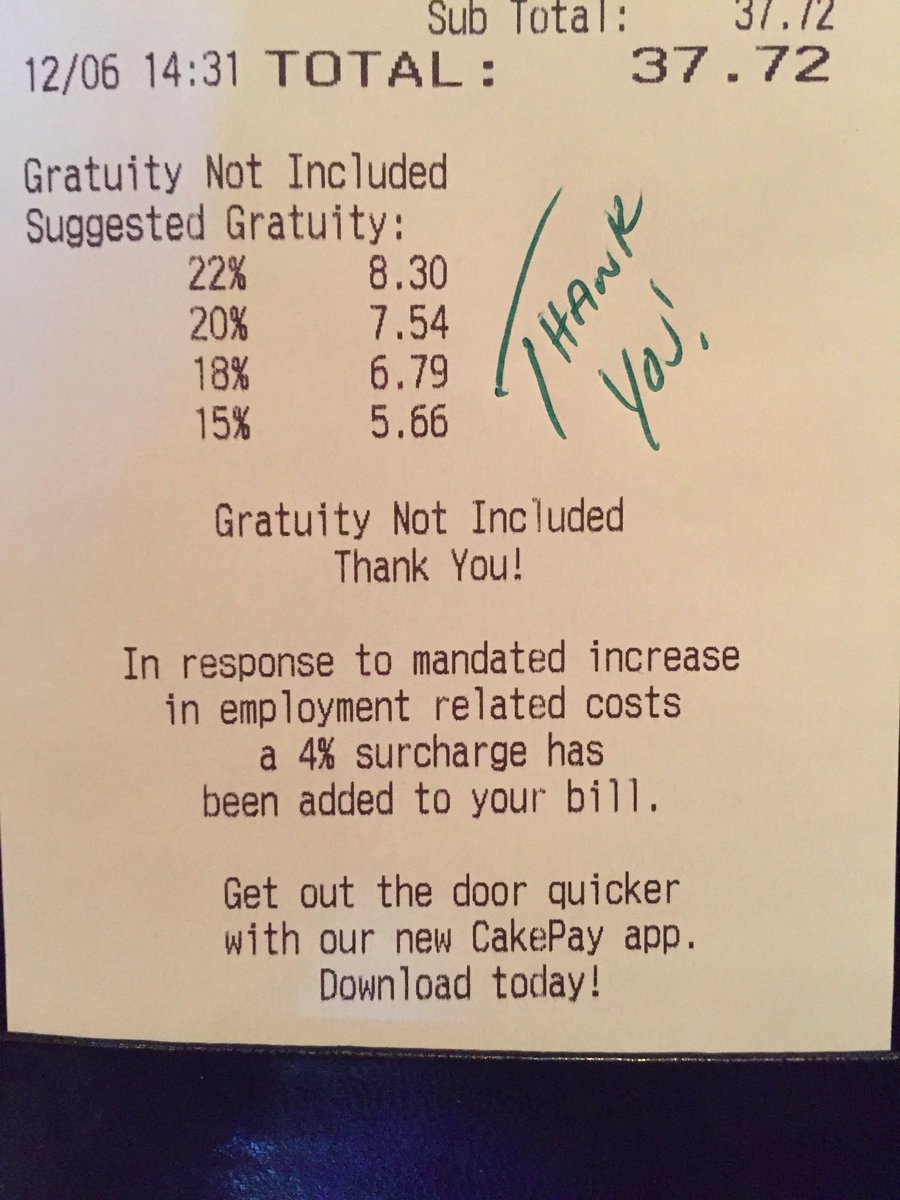 Sub Total: 37.72
12/06 14:31 TOTAL: 37.72
Gratuity Not Included
Suggested Gratuity:
22% 8.30
20% 7.54
18% 6.79
15% 5.66
THANK
YOU!
Gratuity Not Included
Thank You!
In response to mandated increase
in employment related costs
a 4% surcharge has
been added to your bill.
Get out the door quicker
with our new CakePay app.
Download today!